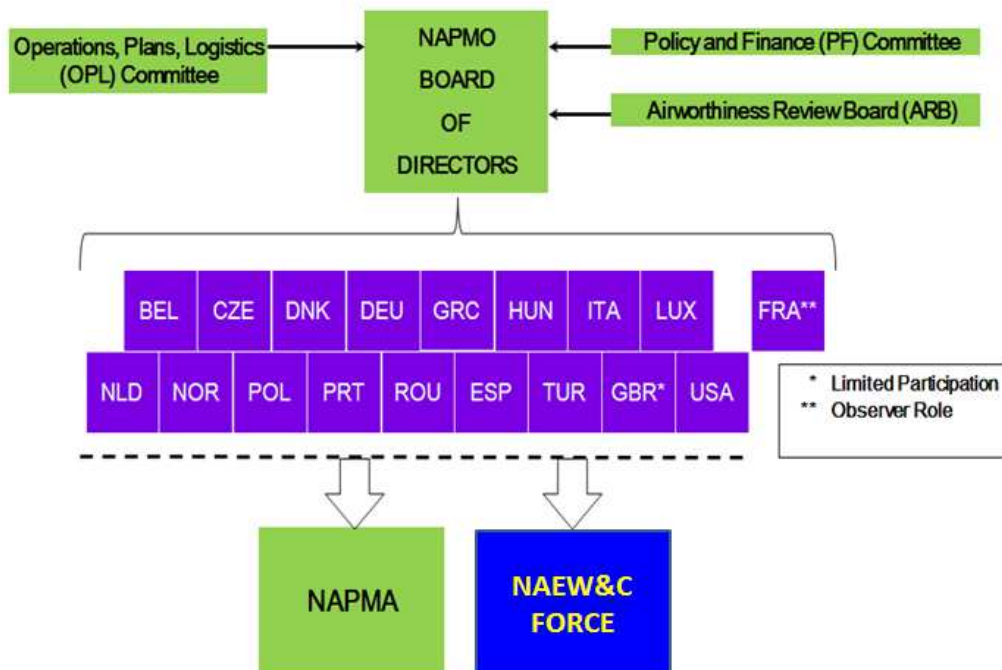 Operations, Plans, Logistics
(OPL) Committee
NAPMO
BOARD
OF
DIRECTORS
Policy and Finance (PF) Committee
Airworthiness Review Board (ARB)
BEL CZE DNK DEU GRC HUN ITA LUX FRA**
NLD NOR POL PRT ROU ESP TUR GBR* USA
* Limited Participation
** Observer Role
NAPMA
NAEW&C
FORCE